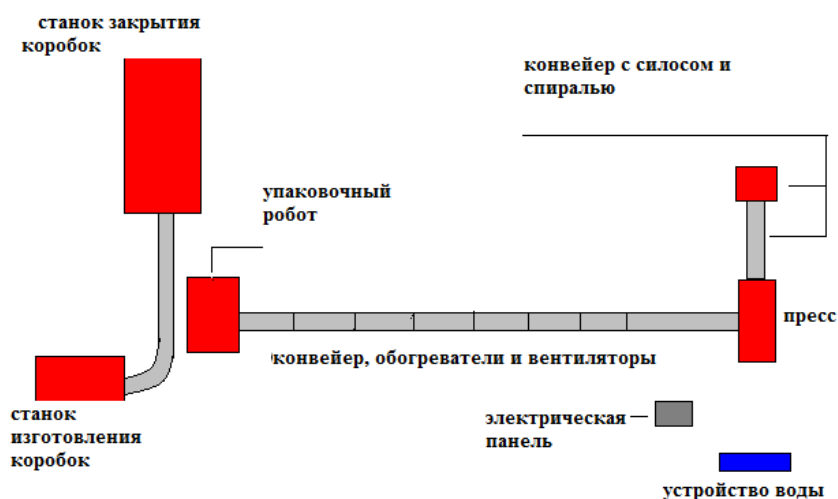 станок закрытия
коробок
конвейер с силосом и
спиралью
упаковочный
робот
пресс
конвейер, обогреватели и вентиляторы
станок
изготовления
коробок
электрическая
панель
устройство воды